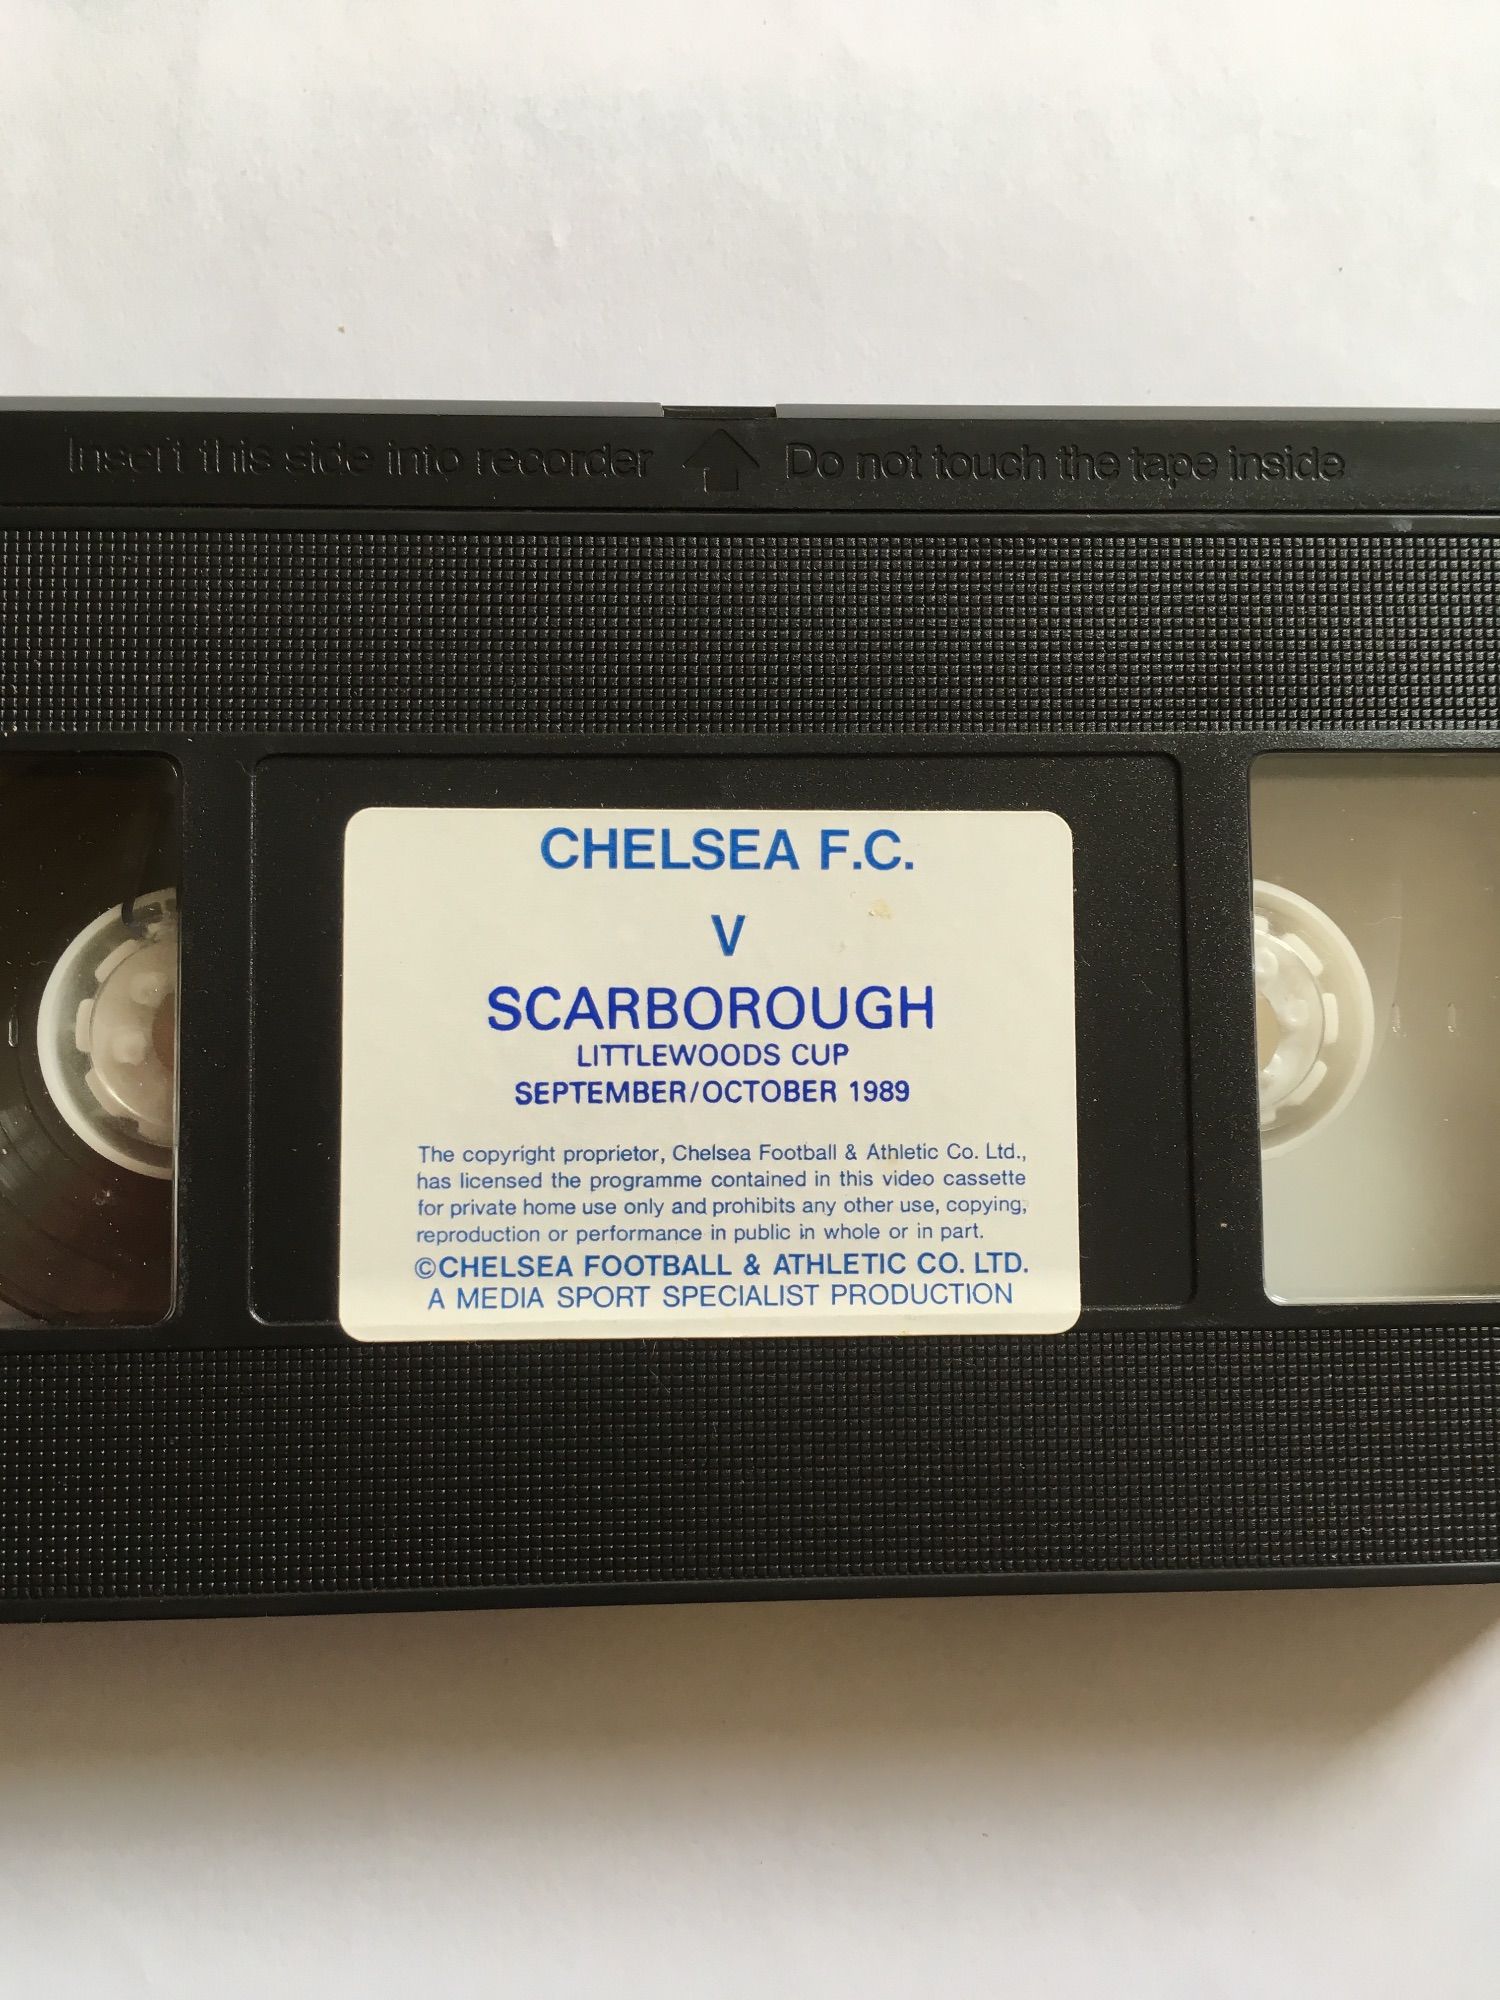 Insert this side into recorder Do not touch the tape inside
CHELSEA F.C.
V
SCARBOROUGH
LITTLEWOODS CUP
SEPTEMBER/OCTOBER 1989
The copyright proprietor, Chelsea Football & Athletic Co. Ltd.,
has licensed the programme contained in this video cassette
for private home use only and prohibits any other use, copying,
reproduction or performance in public in whole or in part.
©CHELSEA FOOTBALL & ATHLETIC CO. LTD.
A MEDIA SPORT SPECIALIST PRODUCTION